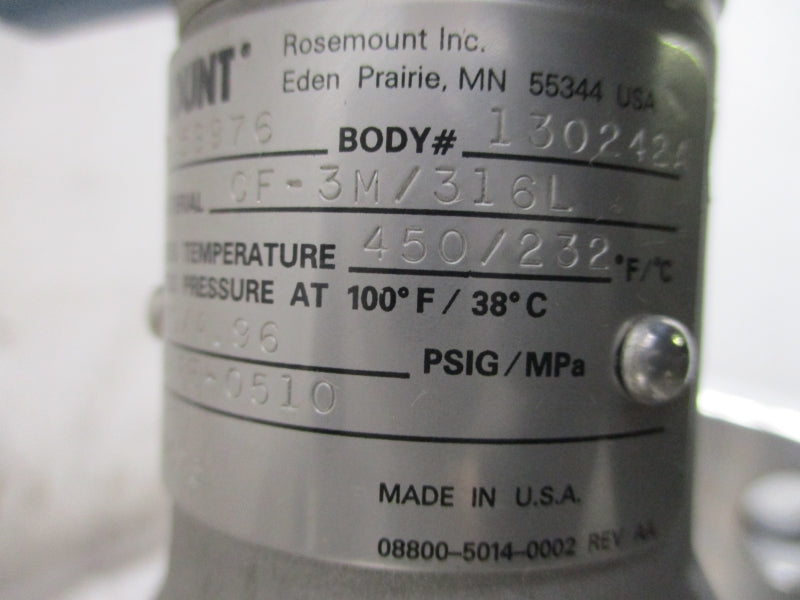 Rosemount Inc.
OUNT® Eden Prairie, MN 55344 USA
BODY# 130242A
CF-3M/316L
TEMPERATURE 450/232 °F/°C
PRESSURE AT 100°F / 38°C
.96 PSIG/MPa
-0510
MADE IN U.S.A.
08800-5014-0002 REV AA